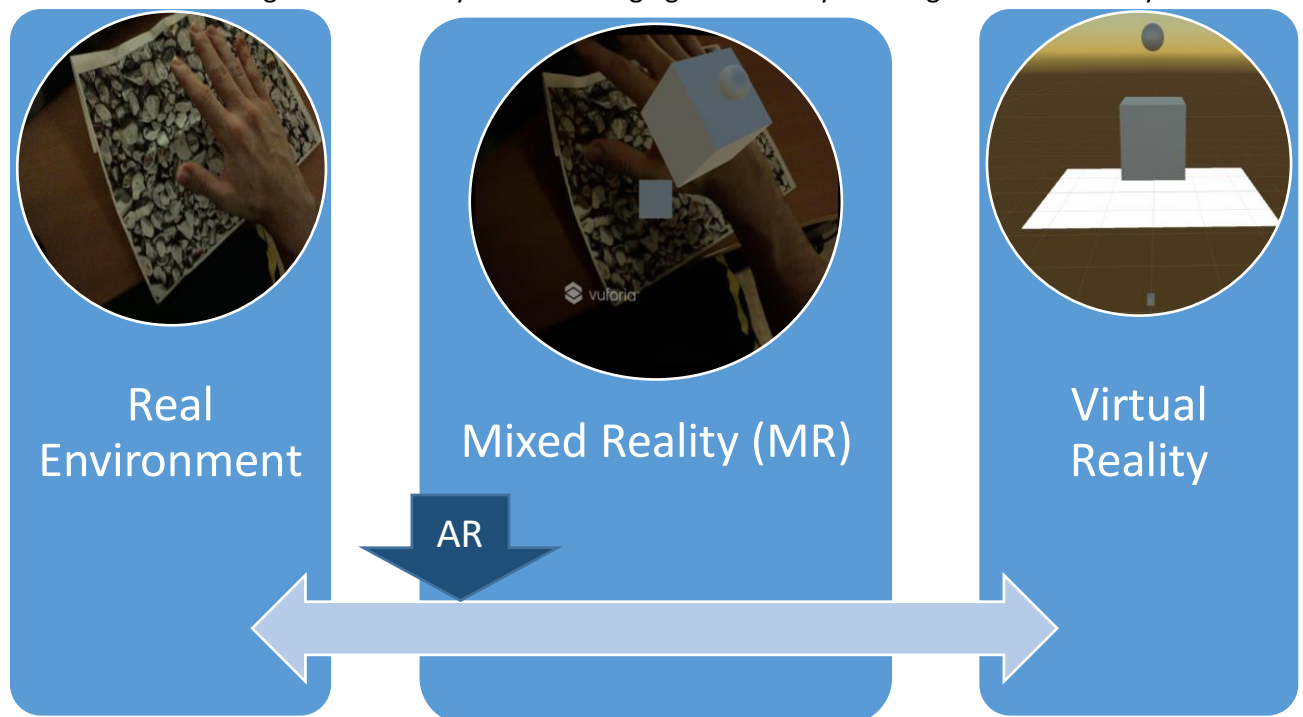 Real
Environment
vuforia
Mixed Reality (MR)
Virtual
Reality
AR